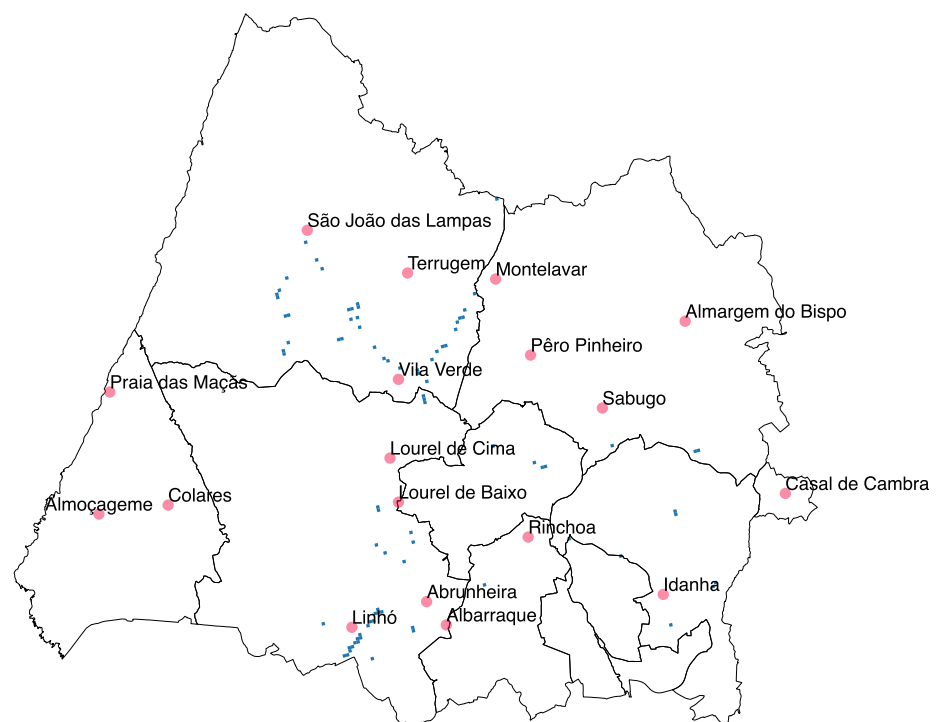 São João das Lampas
Terrugem
Montelavar
Almargem do Bispo
Pêro Pinheiro
Vila Verde
Praia das Maçãs
Sabugo
Lourel de Cima
Casal de Cambra
Colares
Lourel de Baixo
Almoçageme
Rinchoa
Idanha
Abrunheira
Albarraque
Linhó